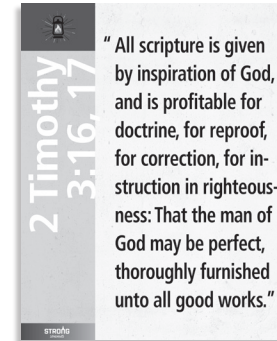 2 Timothy
3:16, 17
“ All scripture is given
by inspiration of God,
and is profitable for
doctrine, for reproof,
for correction, for in-
struction in righteous-
ness: That the man of
God may be perfect,
thoroughly furnished
unto all good works.”
STRONG